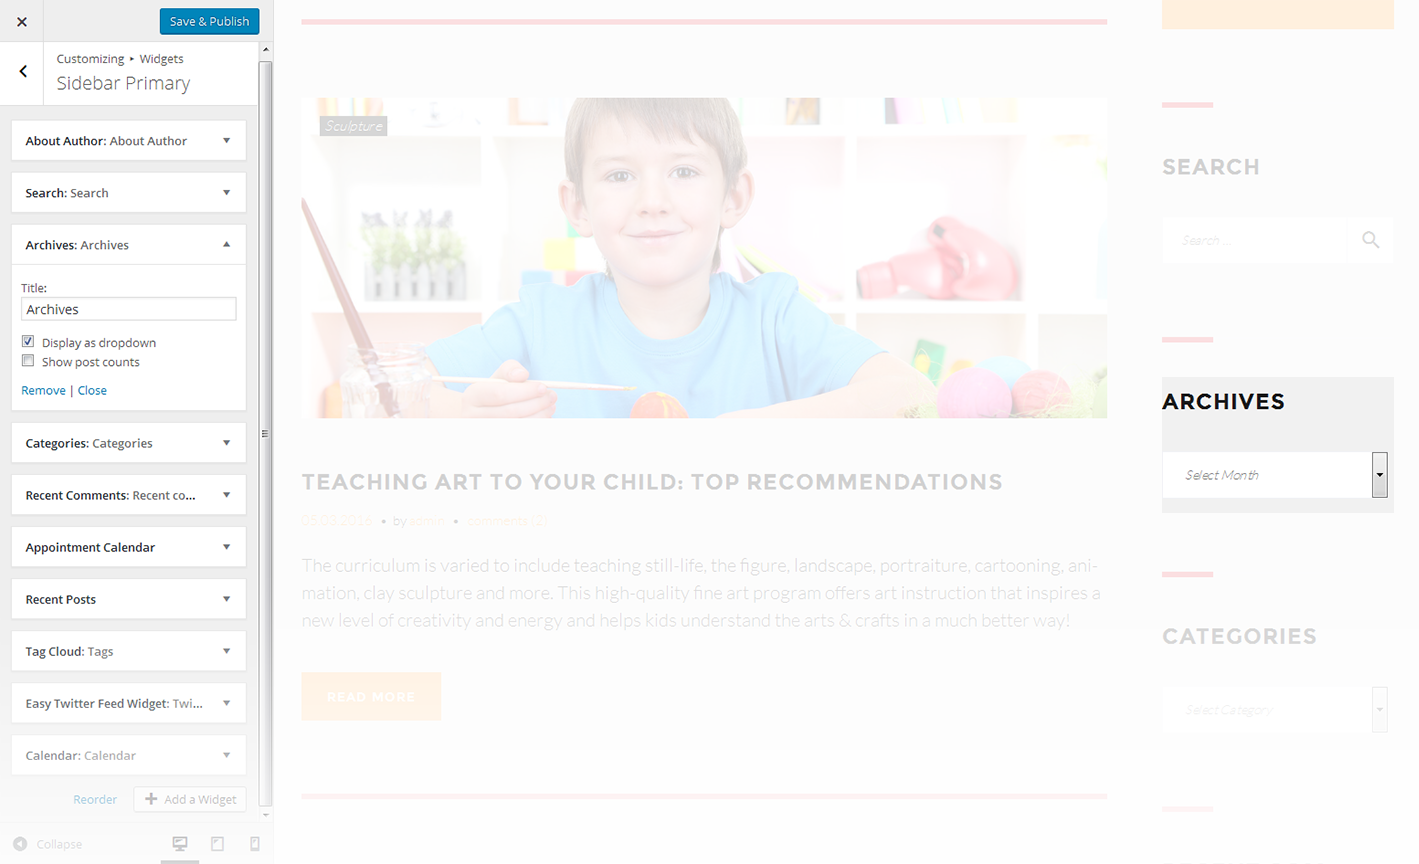 Save & Publish
Customizing ▸ Widgets
Sidebar Primary
About Author: About Author
Search: Search
Archives: Archives
Title:
Archives
Display as dropdown
Show post counts
Remove | Close
Categories: Categories
Recent Comments: Recent co...
Appointment Calendar
Recent Posts
Tag Cloud: Tags
Easy Twitter Feed Widget: Twi...
Calendar: Calendar
Reorder
Add a Widget
Collapse
Sculpture
TEACHING ART TO YOUR CHILD: TOP RECOMMENDATIONS
05.03.2016 • by admin • comments (2)
The curriculum is varied to include teaching still-life, the figure, landscape, portraiture, cartooning, ani-
mation, clay sculpture and more. This high-quality fine art program offers art instruction that inspires a
new level of creativity and energy and helps kids understand the arts & crafts in a much better way!
READ MORE
SEARCH
Search ...
ARCHIVES
Select Month
CATEGORIES
Select Category